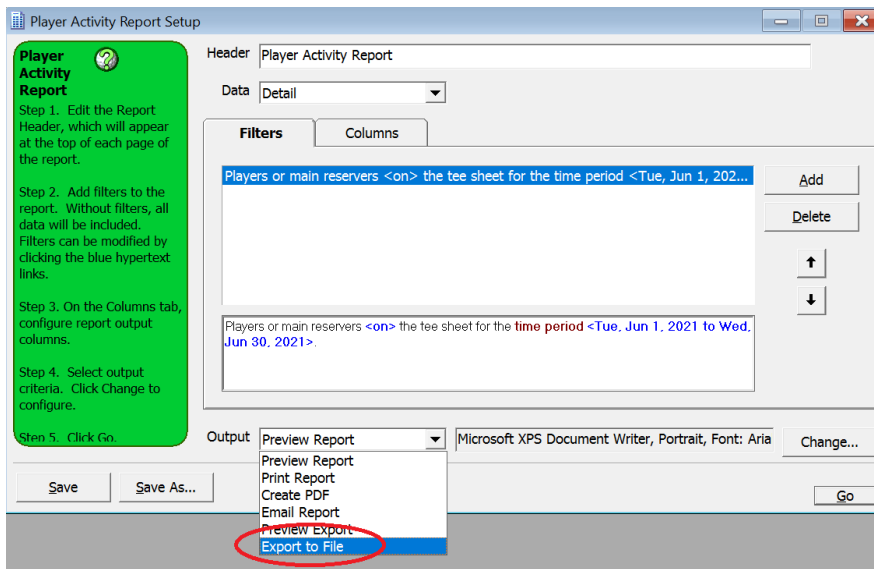 Player Activity Report Setup
Player
Activity
Report
Step 1. Edit the Report
Header, which will appear
at the top of each page of
the report.
Step 2. Add filters to the
report. Without filters, all
data will be included.
Filters can be modified by
clicking the blue hypertext
links.
Step 3. On the Columns tab,
configure report output
columns.
Step 4. Select output
criteria. Click Change to
configure.
Step 5. Click Go.
Header Player Activity Report
Data Detail
Filters Columns
Players or main reservers <on> the tee sheet for the time period <Tue, Jun 1, 202...
Add
Delete
Players or main reservers <on> the tee sheet for the time period <Tue, Jun 1, 2021 to Wed,
Jun 30, 2021>.
Output Preview Report Microsoft XPS Document Writer, Portrait, Font: Aria Change...
Preview Report
Print Report
Create PDF
Email Report
Preview Export
Export to File
Save Save As... Go